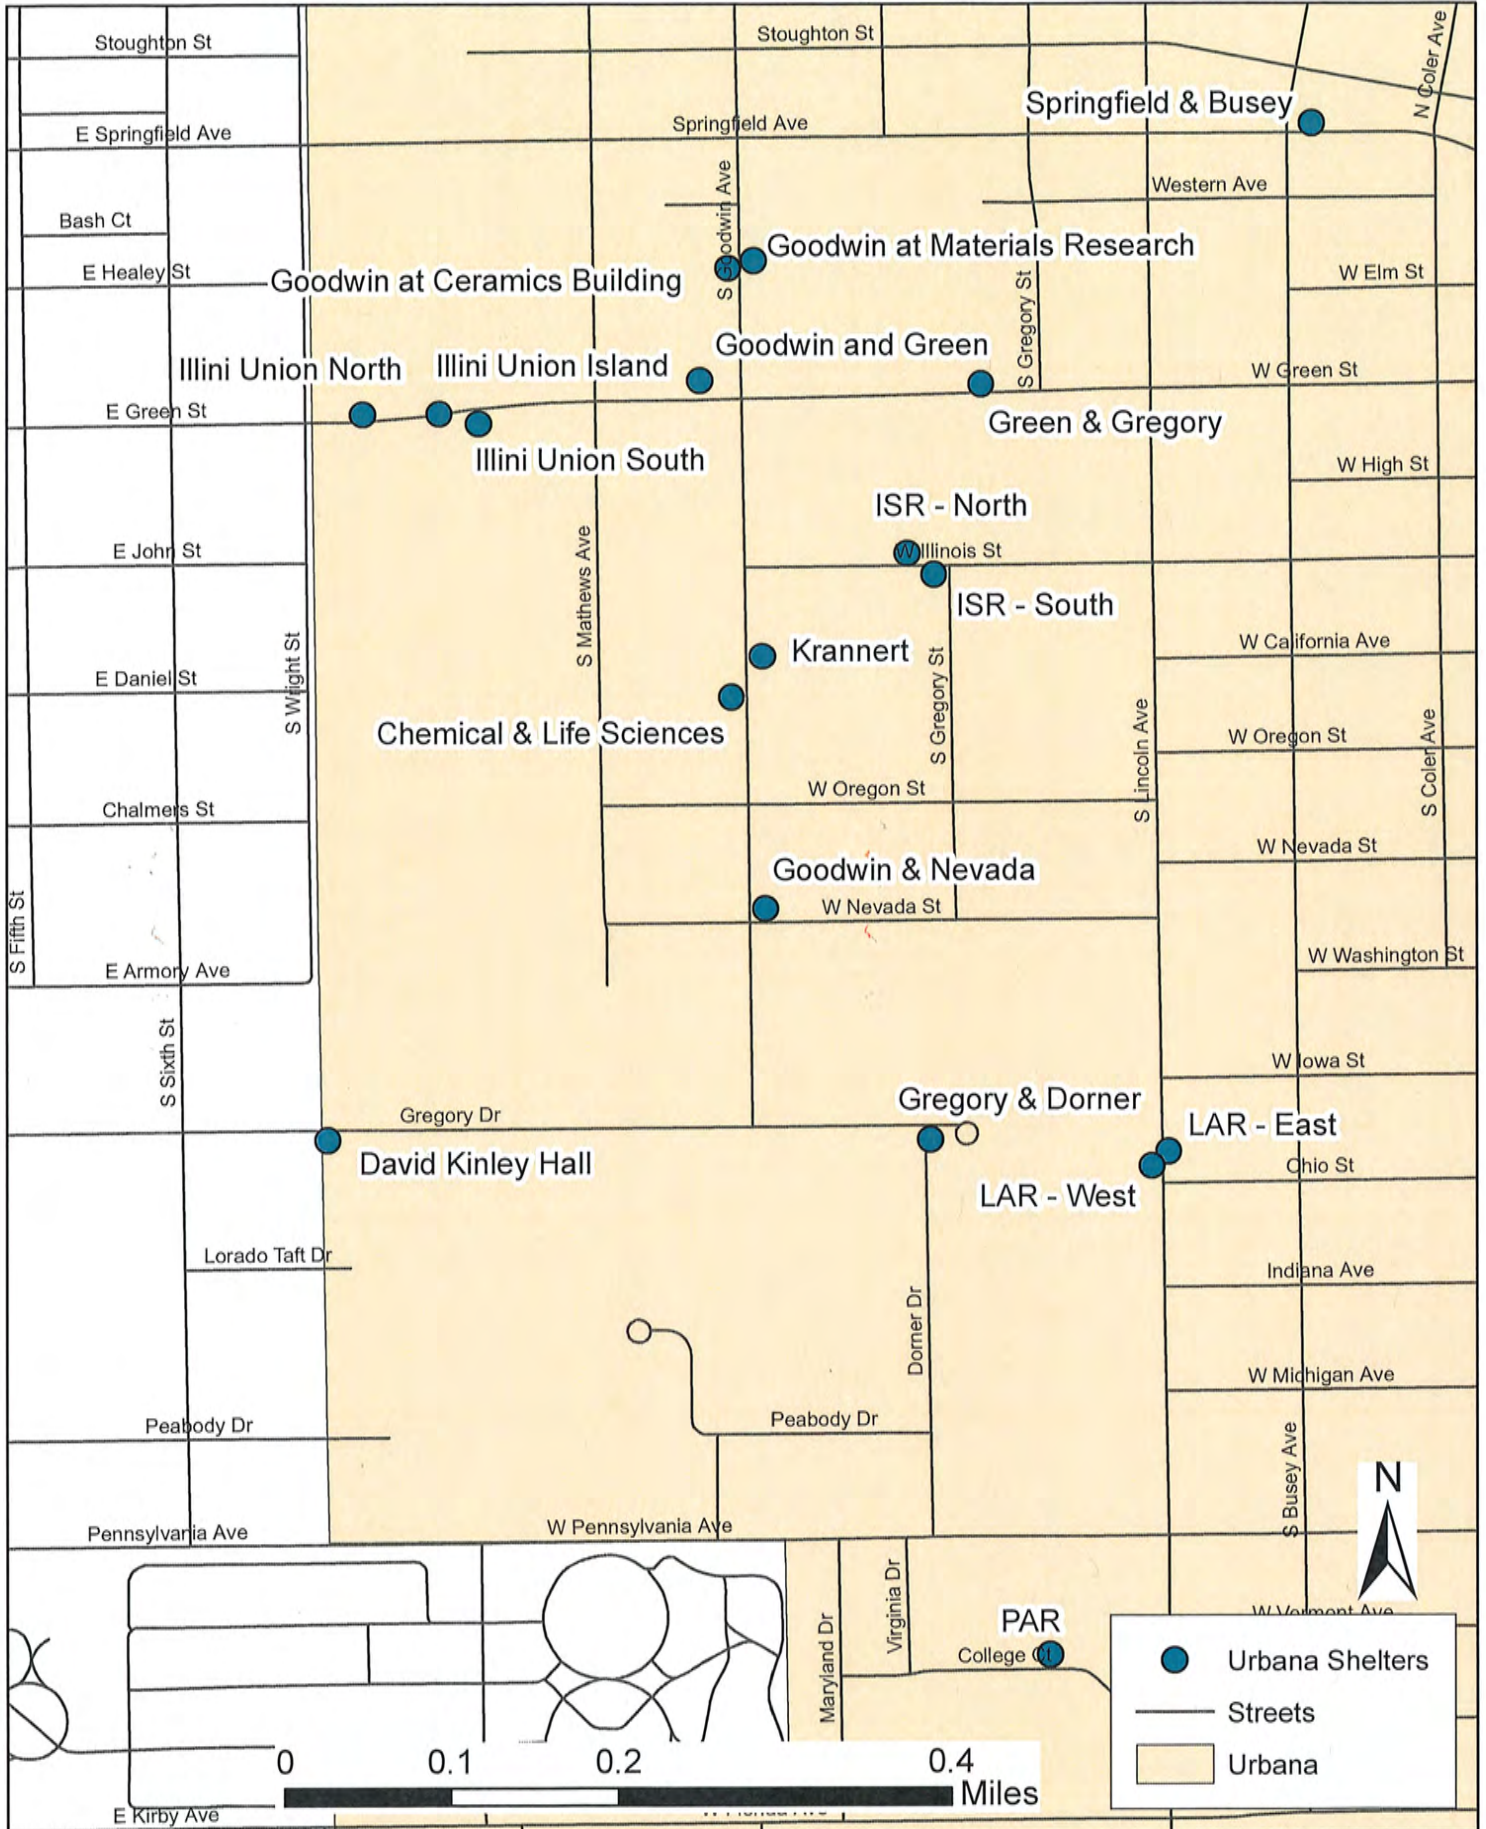 Stoughton St
Stoughton St
N Coler Ave
Springfield & Busey
E Springfield Ave
Springfield Ave
Western Ave
S Goodwin Ave
Bash Ct
Goodwin at Materials Research
E Healey St
Goodwin at Ceramics Building
S Gregory St
W Elm St
Goodwin and Green
Illini Union North
Illini Union Island
W Green St
E Green St
Green & Gregory
Illini Union South
W High St
ISR - North
E John St
W Illinois St
S Mathews Ave
ISR - South
W California Ave
Krannert
S Wright St
E Daniel St
S Gregory St
Chemical & Life Sciences
W Oregon St
S Lincoln Ave
S Coler Ave
W Oregon St
Chalmers St
W Nevada St
Goodwin & Nevada
W Nevada St
S Fifth St
E Armory Ave
W Washington St
S Sixth St
W Iowa St
Gregory & Dorner
Gregory Dr
LAR - East
David Kinley Hall
Ohio St
LAR - West
Lorado Taft Dr
Indiana Ave
Dorner Dr
W Michigan Ave
Peabody Dr
Peabody Dr
S Busey Ave
N
Pennsylvania Ave
W Pennsylvania Ave
Virginia Dr
W Vermont Ave
PAR
Maryland Dr
College Ct
Urbana Shelters
Streets
Urbana
0 0.1 0.2 0.4
Miles
E Kirby Ave